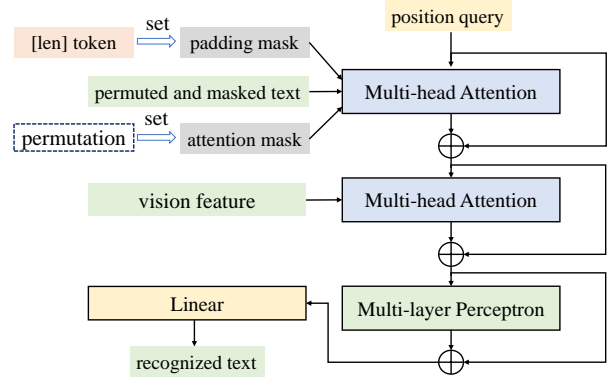 position query
[len] token
set
padding mask
permuted and masked text
Multi-head Attention
permutation
set
attention mask
vision feature
Multi-head Attention
Linear
Multi-layer Perceptron
recognized text